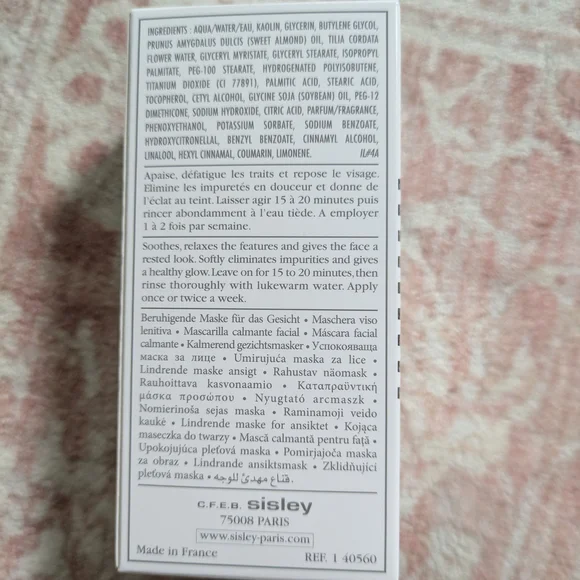 INGREDIENTS : AQUA/WATER/EAU, KAOLIN, GLYCERIN, BUTYLENE GLYCOL,
PRUNUS AMYGDALUS DULCIS (SWEET ALMOND) OIL, TILIA CORDATA
FLOWER WATER, GLYCERYL MYRISTATE, GLYCERYL STEARATE, ISOPROPYL
PALMITATE, PEG-100 STEARATE, HYDROGENATED POLYISOBUTENE,
TITANIUM DIOXIDE (CI 77891), PALMITIC ACID, STEARIC ACID,
TOCOPHEROL, CETYL ALCOHOL, GLYCINE SOJA (SOYBEAN) OIL, PEG-12
DIMETHICONE, SODIUM HYDROXIDE, CITRIC ACID, PARFUM/FRAGRANCE,
PHENOXYETHANOL, POTASSIUM SORBATE, SODIUM BENZOATE,
HYDROXYCITRONELLAL, BENZYL BENZOATE, CINNAMYL ALCOHOL,
LINALOOL, HEXYL CINNAMAL, COUMARIN, LIMONENE. IL#4A
Apaise, défatigue les traits et repose le visage.
Elimine les impuretés en douceur et donne de
l'éclat au teint. Laisser agir 15 à 20 minutes puis
rincer abondamment à l'eau tiède. A employer
1 à 2 fois par semaine.
Soothes, relaxes the features and gives the face a
rested look. Softly eliminates impurities and gives
a healthy glow. Leave on for 15 to 20 minutes, then
rinse thoroughly with lukewarm water. Apply
once or twice a week.
Beruhigende Maske für das Gesicht • Maschera viso
lenitiva • Mascarilla calmante facial • Máscara facial
calmante • Kalmerend gezichtsmasker • Успокояваща
маска за лице • Umirujuća maska za lice •
Lindrende maske ansigt • Rahustav näomask •
Rauhoittava kasvonaamio • Καταπραϋντική
μάσκα προσώπου • Nyugtató arcmaszk •
Nomierinoša sejas maska • Raminamoji veido
kaukė • Lindrende maske for ansiktet • Kojąca
maseczka do twarzy • Mască calmantă pentru față •
Upokojujúca pleťová maska • Pomirjajoča maska
za obraz • Lindrande ansiktsmask • Zklidňující
pleťová maska • قناع مهدئ للوجه.
C.F.E.B. sisley
75008 PARIS
www.sisley-paris.com
Made in France REF. 1 40560